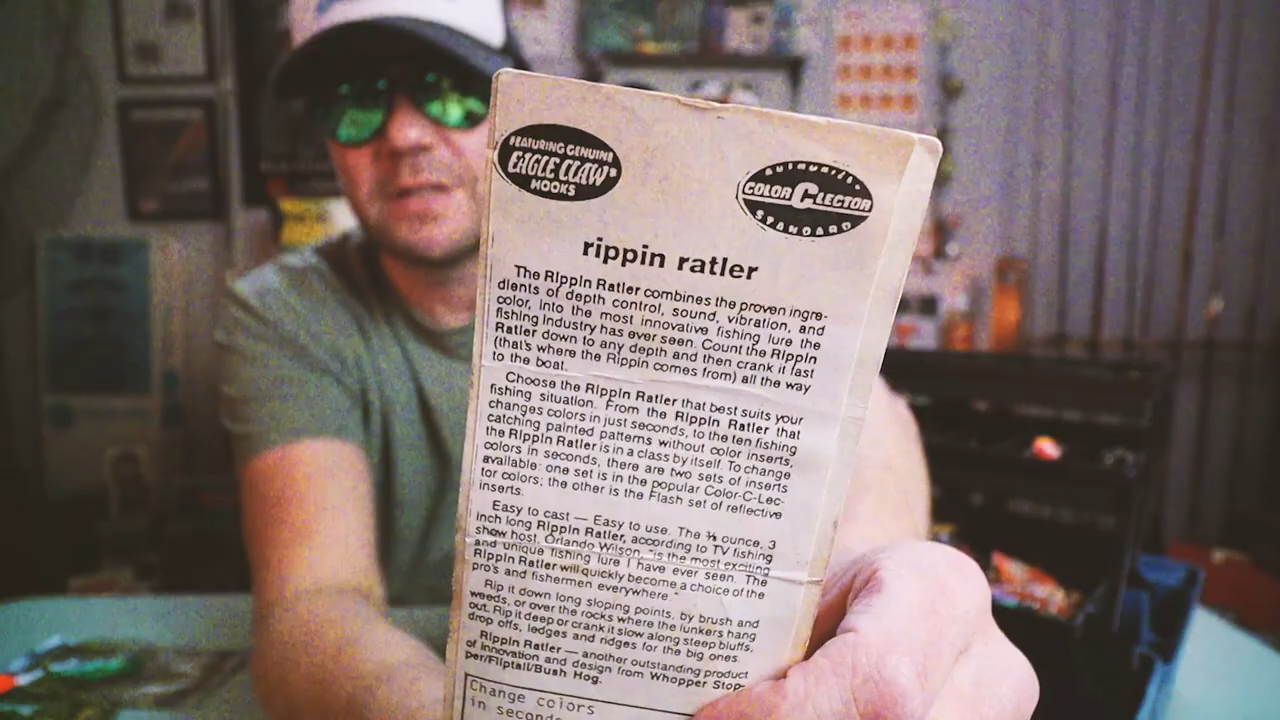 FEATURING GENUINE
EAGLE CLAW®
HOOKS
COLOR C LECTOR
STANDARD
rippin ratler
The Rippin Ratler combines the proven ingre-
dients of depth control, sound, vibration, and
color, into the most innovative fishing lure the
fishing industry has ever seen. Count the Rippin
Ratler down to any depth and then crank it fast
(that's where the Rippin comes from) all the way
to the boat.
Choose the Rippin Ratler that best suits your
fishing situation. From the Rippin Ratler that
changes colors in just seconds, to the ten fishing
catching painted patterns without color inserts,
the Rippin Ratler is in a class by itself. To change
colors in seconds, there are two sets of inserts
available: one set is in the popular Color-C-Lec-
tor colors; the other is the Flash set of reflective
inserts.
Easy to cast — Easy to use. The ounce, 3
inch long Rippin Ratler, according to TV fishing
show host, Orlando Wilson, "is the most exciting
and unique fishing lure I have ever seen. The
Rippin Ratler will quickly become a choice of the
pro's and fishermen everywhere."
Rip it down long sloping points, by brush and
weeds, or over the rocks where the lunkers hang
out. Rip it deep or crank it slow along steep bluffs,
drop offs, ledges and ridges for the big ones.
Rippin Ratler — another outstanding product
of innovation and design from Whopper Stop-
per/Fliptail/Bush Hog.
Change colors
in second